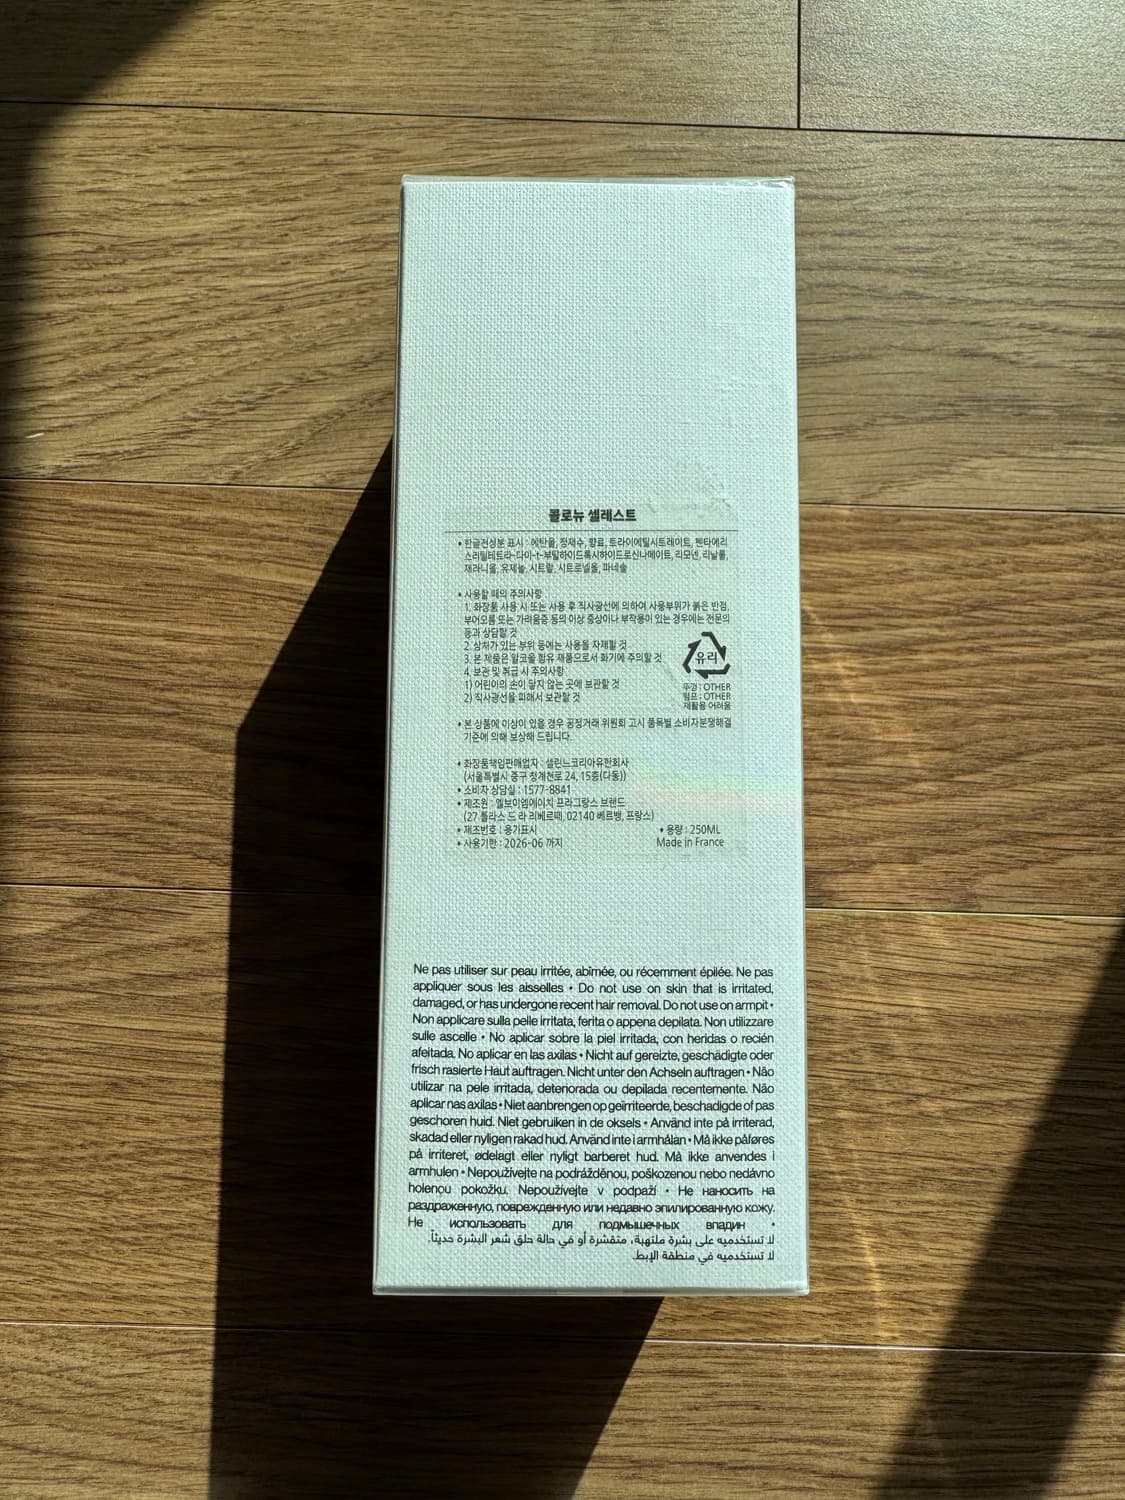 콜로뉴 셀레스트
• 한글전성분 표시 : 에탄올, 정제수, 향료, 트라이에틸시트레이트, 펜타에리
스리틸테트라-다이-t-부틸하이드록시하이드로신나메이트, 리모넨, 리날룰,
제라니올, 유제놀, 시트랄, 시트로넬올, 파네솔
• 사용할 때의 주의사항
1. 화장품 사용 시 또는 사용 후 직사광선에 의하여 사용부위가 붉은 반점,
부어오름 또는 가려움증 등의 이상 증상이나 부작용이 있는 경우에는 전문의
등과 상담할 것
2. 상처가 있는 부위 등에는 사용을 자제할 것
3. 본 제품은 알코올 함유 제품으로서 화기에 주의할 것
4. 보관 및 취급 시 주의사항
1) 어린이의 손이 닿지 않는 곳에 보관할 것
2) 직사광선을 피해서 보관할 것
유리
뚜껑 : OTHER
펌프 : OTHER
재활용 어려움
• 본 상품에 이상이 있을 경우 공정거래 위원회 고시 품목별 소비자분쟁해결
기준에 의해 보상해 드립니다.
• 화장품책임판매업자 : 셀린느코리아유한회사
(서울특별시 중구 청계천로 24, 15층(다동))
• 소비자 상담실 : 1577-8841
• 제조원 : 엘브이엠에이치 프라그랑스 브랜드
(27 플라스 드 라 리베르떼, 02140 베르뱅, 프랑스)
• 제조번호 : 용기표시 • 용량 : 250ML
• 사용기한 : 2026-06 까지 Made in France
Ne pas utiliser sur peau irritée, abîmée, ou récemment épilée. Ne pas
appliquer sous les aisselles • Do not use on skin that is irritated,
damaged, or has undergone recent hair removal. Do not use on armpit •
Non applicare sulla pelle irritata, ferita o appena depilata. Non utilizzare
sulle ascelle • No aplicar sobre la piel irritada, con heridas o recién
afeitada. No aplicar en las axilas • Nicht auf gereizte, geschädigte oder
frisch rasierte Haut auftragen. Nicht unter den Achseln auftragen • Não
utilizar na pele irritada, deteriorada ou depilada recentemente. Não
aplicar nas axilas • Niet aanbrengen op geïrriteerde, beschadigde of pas
geschoren huid. Niet gebruiken in de oksels • Använd inte på irriterad,
skadad eller nyligen rakad hud. Använd inte i armhålan • Må ikke påføres
på irriteret, ødelagt eller nyligt barberet hud. Må ikke anvendes i
armhulen • Nepoužívejte na podrážděnou, poškozenou nebo nedávno
holenou pokožku. Nepoužívejte v podpaží • Не наносить на
раздраженную, поврежденную или недавно эпилированную кожу.
Не использовать для подмышечных впадин •
لا تستخدميه على بشرة ملتهبة، متقشرة أو في حالة حلق شعر البشرة حديثاً.
لا تستخدميه في منطقة الإبط.